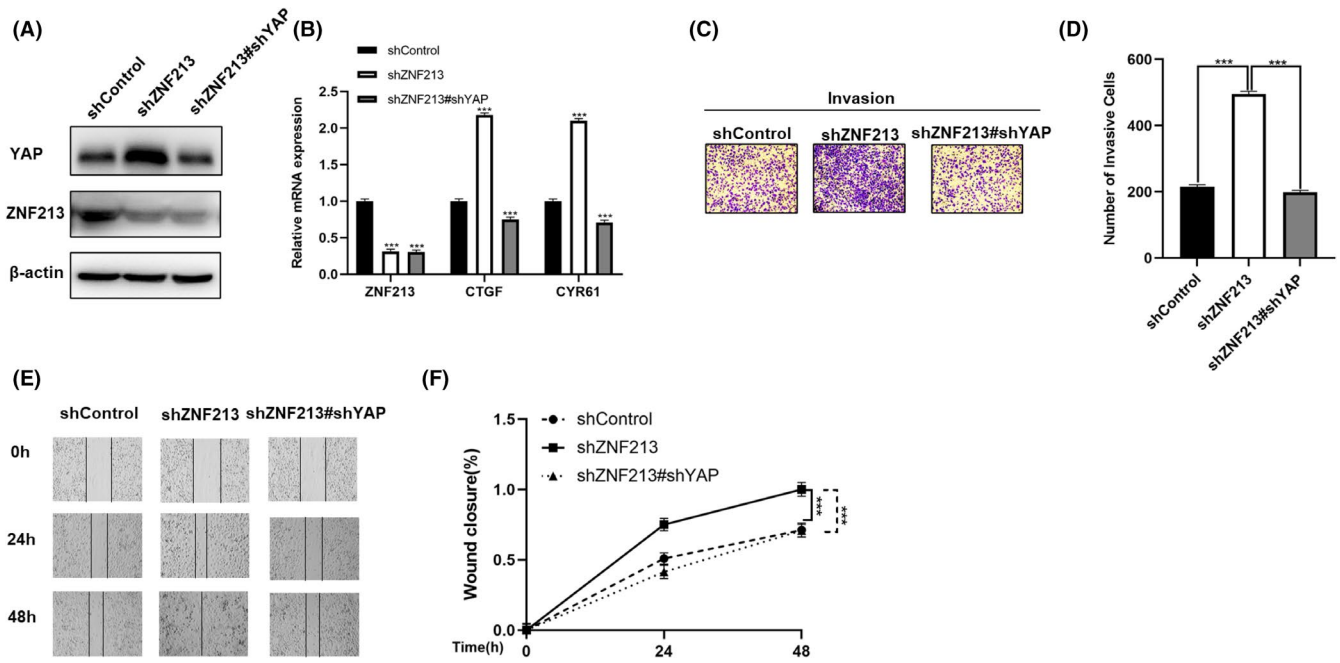 (A)
shControl
shZNF213
shZNF213#shYAP
YAP
ZNF213
β-actin
(B)
shControl
shZNF213
shZNF213#shYAP
Relative mRNA expression
2.5
2.0
1.5
1.0
0.5
0.0
*** ***
*** ***
*** ***
ZNF213 CTGF CYR61
(C)
Invasion
shControl shZNF213 shZNF213#shYAP
(D)
Number of Invasive Cells
600
400
200
0
*** ***
shControl
shZNF213
shZNF213#shYAP
(E)
shControl shZNF213 shZNF213#shYAP
0h
24h
48h
(F)
Wound closure(%)
1.5
1.0
0.5
0.0
shControl
shZNF213
shZNF213#shYAP
***
***
Time(h) 0 24 48